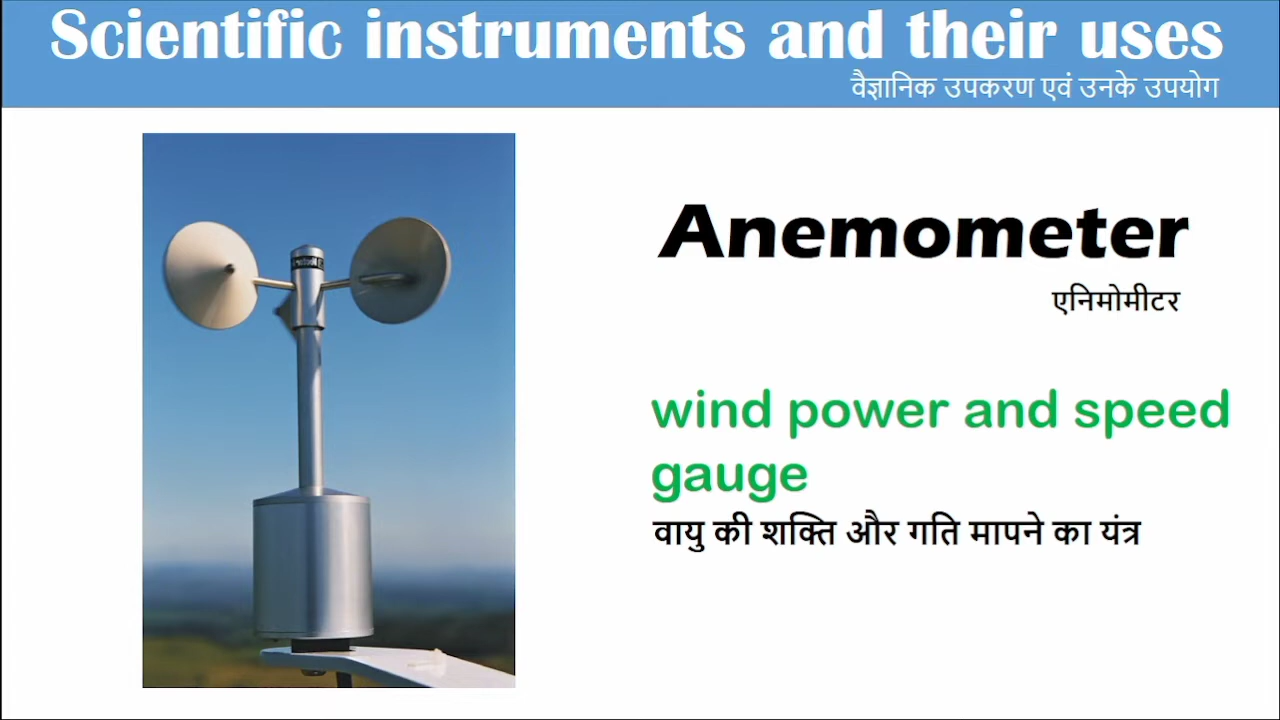 Scientific instruments and their uses
वैज्ञानिक उपकरण एवं उनके उपयोग
Anemometer
एनिमोमीटर
wind power and speed
gauge
वायु की शक्ति और गति मापने का यंत्र